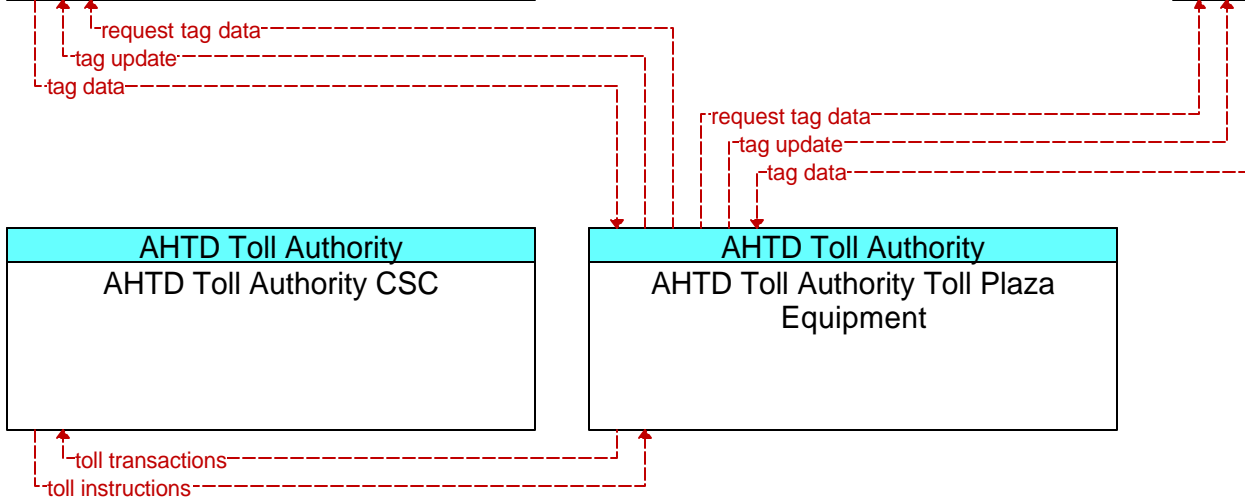 request tag data
tag update
tag data
request tag data
tag update
tag data
AHTD Toll Authority
AHTD Toll Authority CSC
AHTD Toll Authority
AHTD Toll Authority Toll Plaza
Equipment
toll transactions
toll instructions